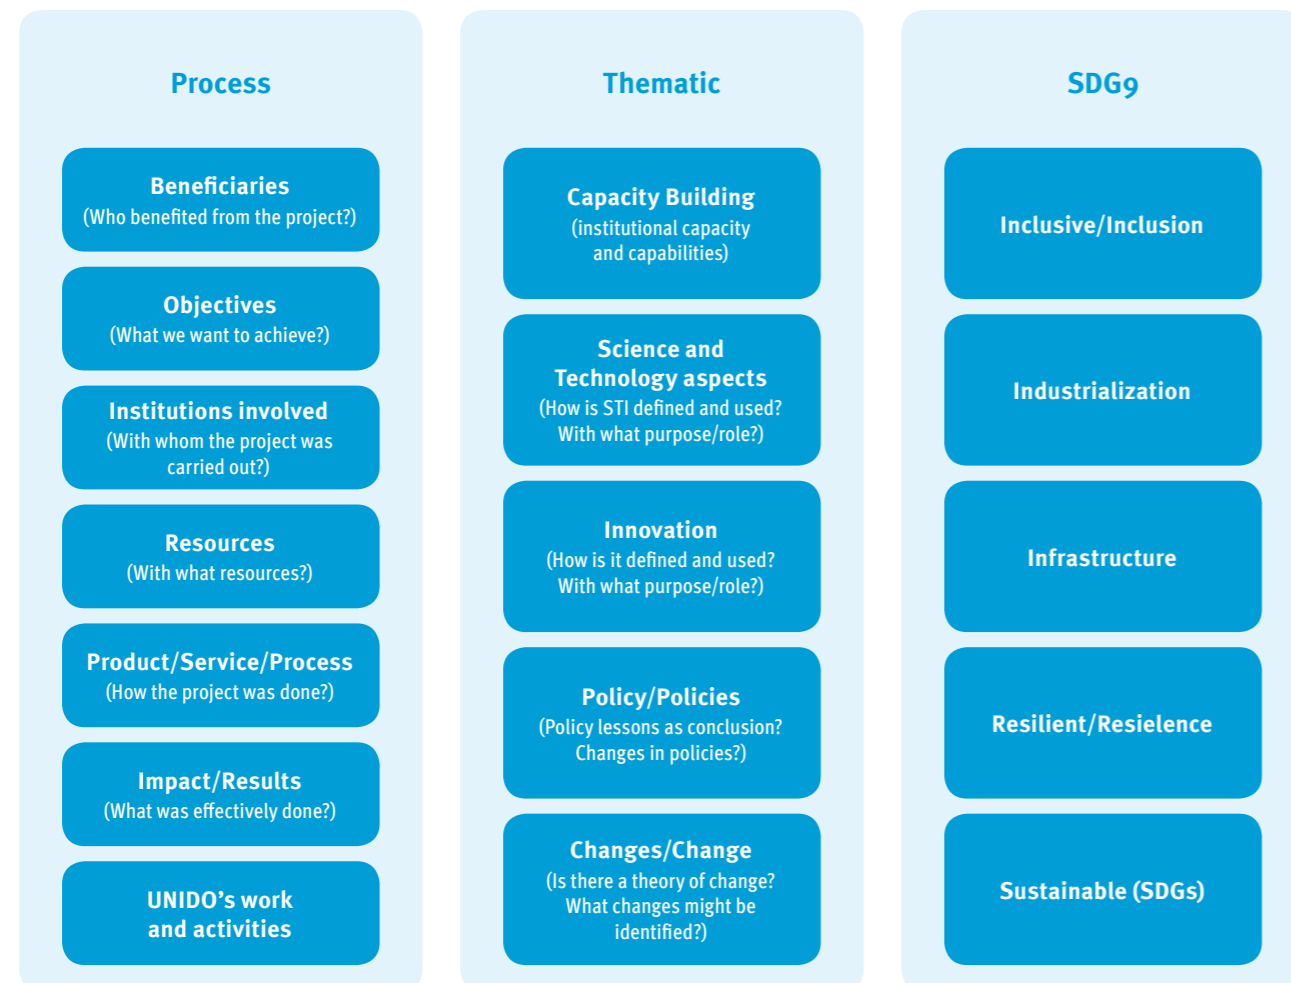 Process
Beneficiaries
(Who benefited from the project?)
Objectives
(What we want to achieve?)
Institutions involved
(With whom the project was
carried out?)
Resources
(With what resources?)
Product/Service/Process
(How the project was done?)
Impact/Results
(What was effectively done?)
UNIDO’s work
and activities
Thematic
Capacity Building
(institutional capacity
and capabilities)
Science and
Technology aspects
(How is STI defined and used?
With what purpose/role?)
Innovation
(How is it defined and used?
With what purpose/role?)
Policy/Policies
(Policy lessons as conclusion?
Changes in policies?)
Changes/Change
(Is there a theory of change?
What changes might be
identified?)
SDG9
Inclusive/Inclusion
Industrialization
Infrastructure
Resilient/Resielence
Sustainable (SDGs)